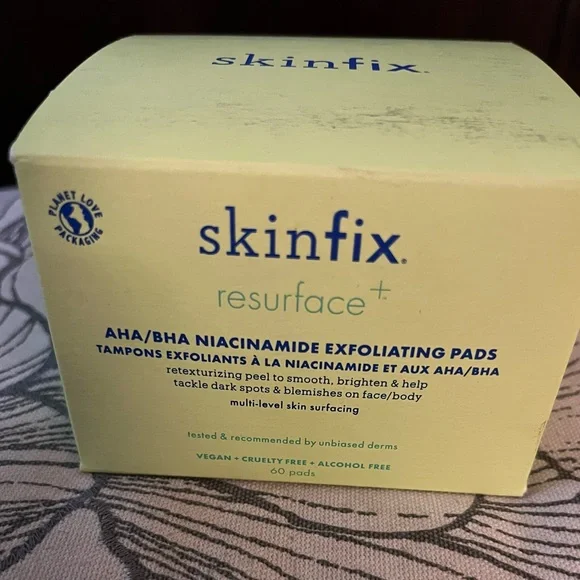 skinfix.
PLANET LOVE
PACKAGING
skinfix.
resurface+
AHA/BHA NIACINAMIDE EXFOLIATING PADS
TAMPONS EXFOLIANTS À LA NIACINAMIDE ET AUX AHA/BHA
retexturizing peel to smooth, brighten & help
tackle dark spots & blemishes on face/body
multi-level skin surfacing
tested & recommended by unbiased derms
VEGAN + CRUELTY FREE + ALCOHOL FREE
60 pads